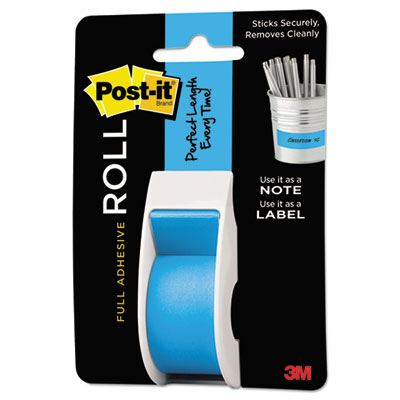 Sticks Securely,
Removes Cleanly
Post-it
Brand
FULL ADHESIVE
ROLL
Perfect Length
Every Time!
Use it as a
NOTE
Use it as a
LABEL
3M